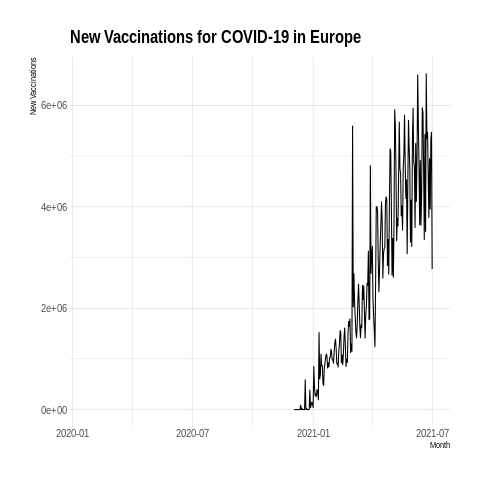 New Vaccinations for COVID-19 in Europe
New Vaccinations
6e+06
4e+06
2e+06
0e+00
2020-01
2020-07
2021-01
2021-07
Month